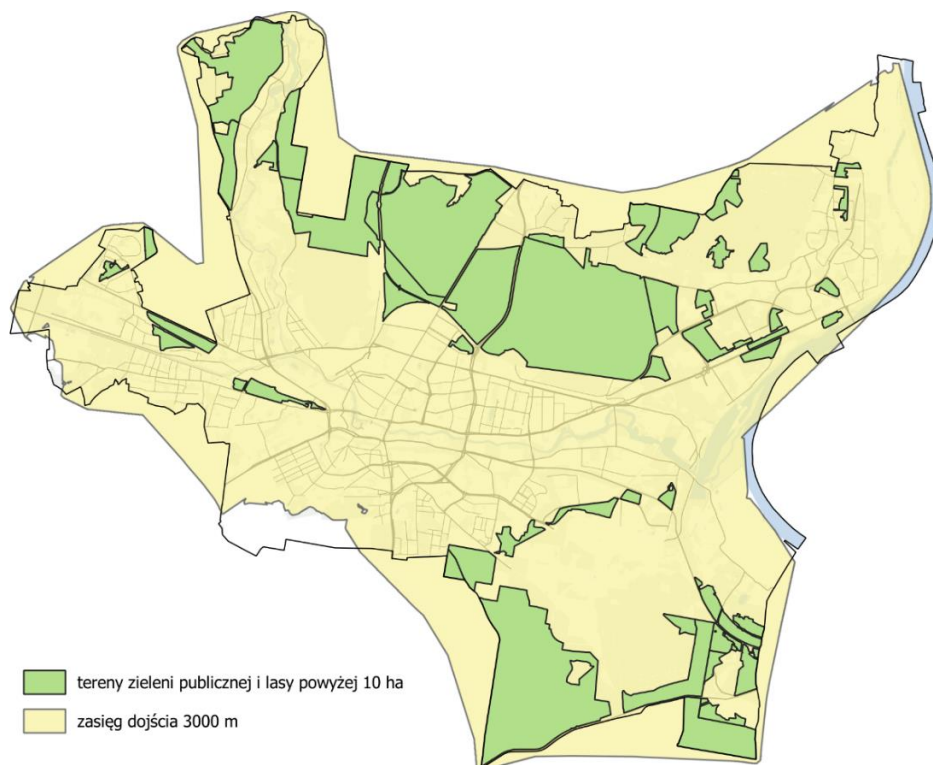 tereny zieleni publicznej i lasy powyżej 10 ha
zasięg dojścia 3000 m